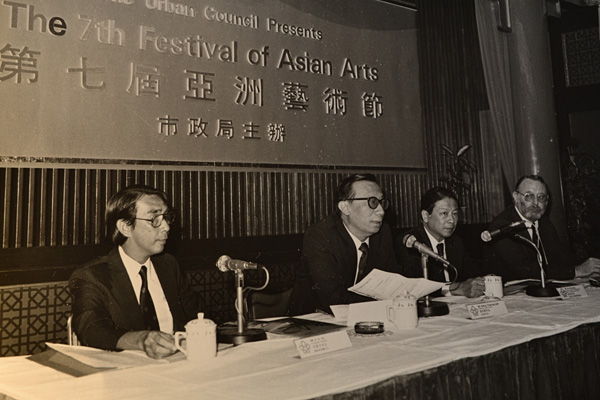 The Urban Council Presents
The 7th Festival of Asian Arts
第七屆亞洲藝術節
市政局主辦